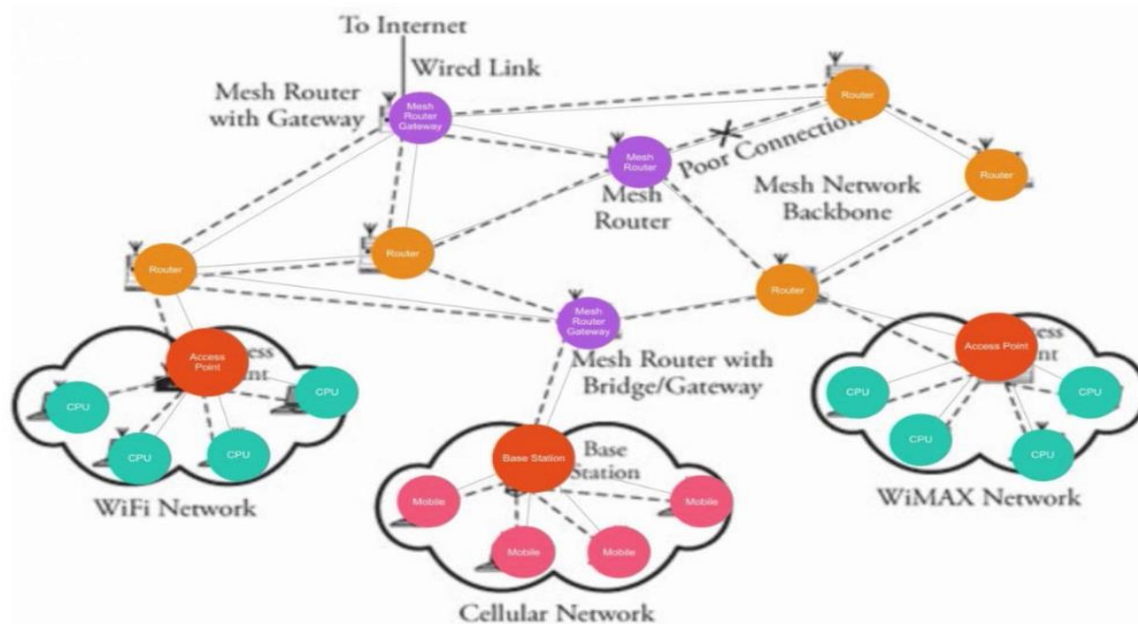 To Internet
Wired Link
Mesh Router
with Gateway
Mesh
Router
Gateway
Router
Mesh
Router
Poor Connection
Mesh
Router
Router
Mesh Network
Backbone
Router
Router
Router
Mesh
Router
Gateway
Mesh Router with
Bridge/Gateway
Access
Point
CPU
CPU
CPU
CPU
WiFi Network
Base Station
Base
Station
Mobile
Mobile
Mobile
Mobile
Cellular Network
Access Point
CPU
CPU
CPU
CPU
WiMAX Network